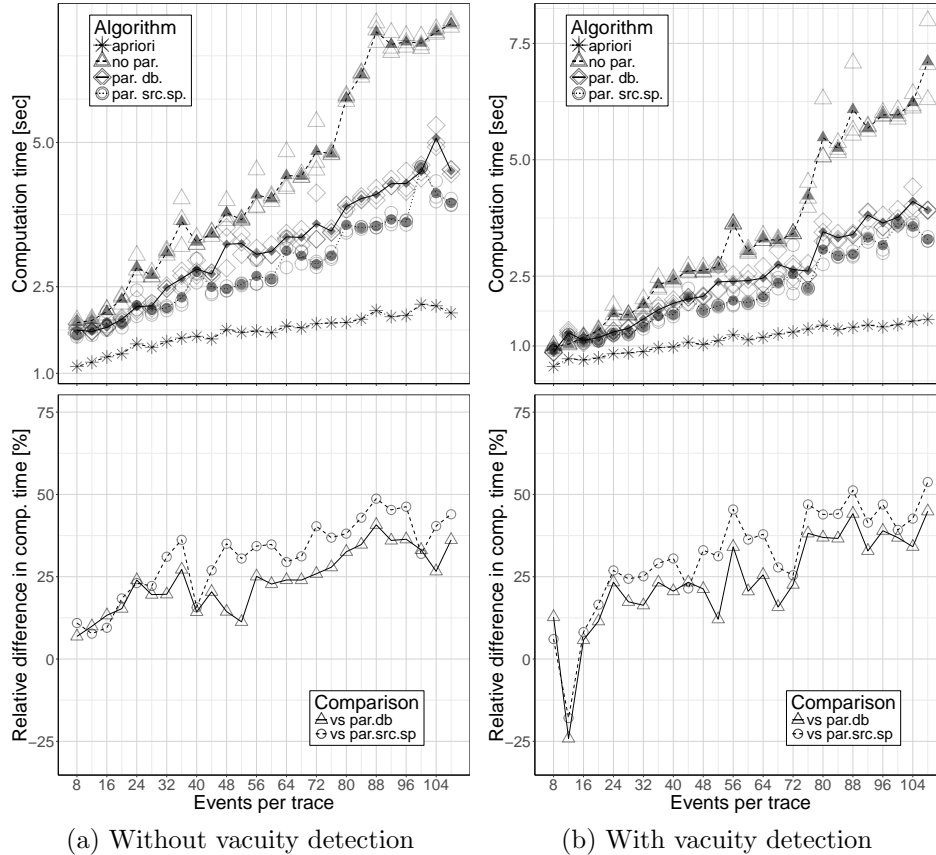 Computation time [sec]
5.0
2.5
1.0
Algorithm
apriori
no par.
par. db.
par. src.sp.
Relative difference in comp. time [%]
75
50
25
0
−25
Comparison
vs par.db
vs par.src.sp
8 16 24 32 40 48 56 64 72 80 88 96 104
Events per trace
(a) Without vacuity detection
Computation time [sec]
7.5
5.0
2.5
1.0
Algorithm
apriori
no par.
par. db.
par. src.sp.
Relative difference in comp. time [%]
75
50
25
0
−25
Comparison
vs par.db
vs par.src.sp
8 16 24 32 40 48 56 64 72 80 88 96 104
Events per trace
(b) With vacuity detection